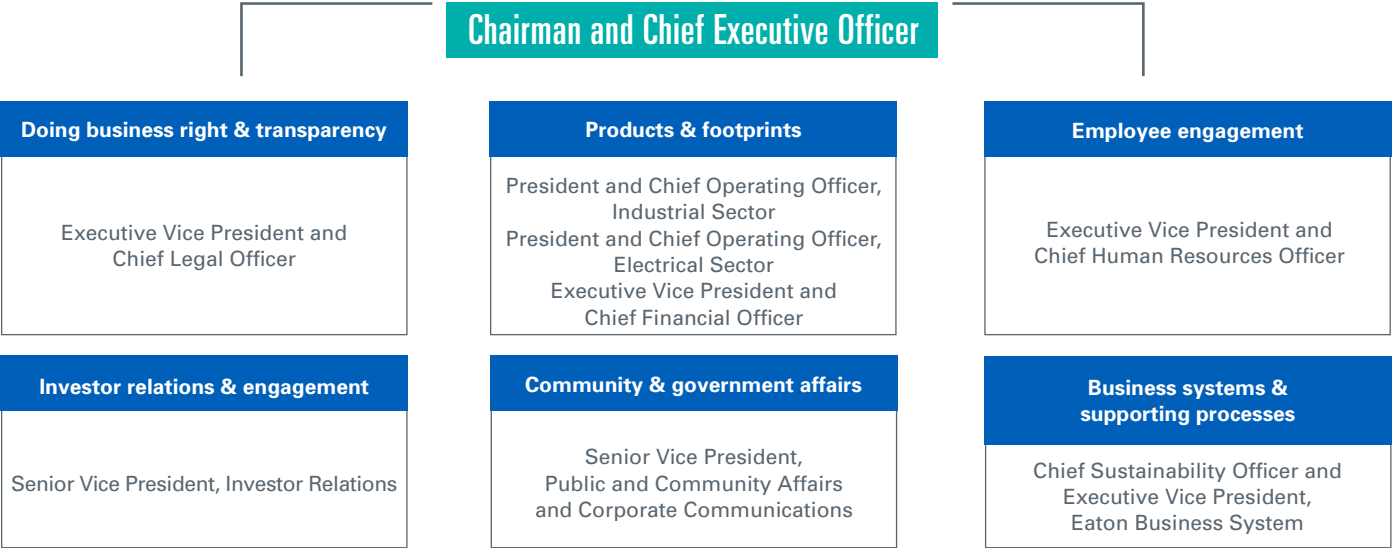 Chairman and Chief Executive Officer
Doing business right & transparency
Executive Vice President and
Chief Legal Officer
Products & footprints
President and Chief Operating Officer,
Industrial Sector
President and Chief Operating Officer,
Electrical Sector
Executive Vice President and
Chief Financial Officer
Employee engagement
Executive Vice President and
Chief Human Resources Officer
Investor relations & engagement
Senior Vice President, Investor Relations
Community & government affairs
Senior Vice President,
Public and Community Affairs
and Corporate Communications
Business systems &
supporting processes
Chief Sustainability Officer and
Executive Vice President,
Eaton Business System